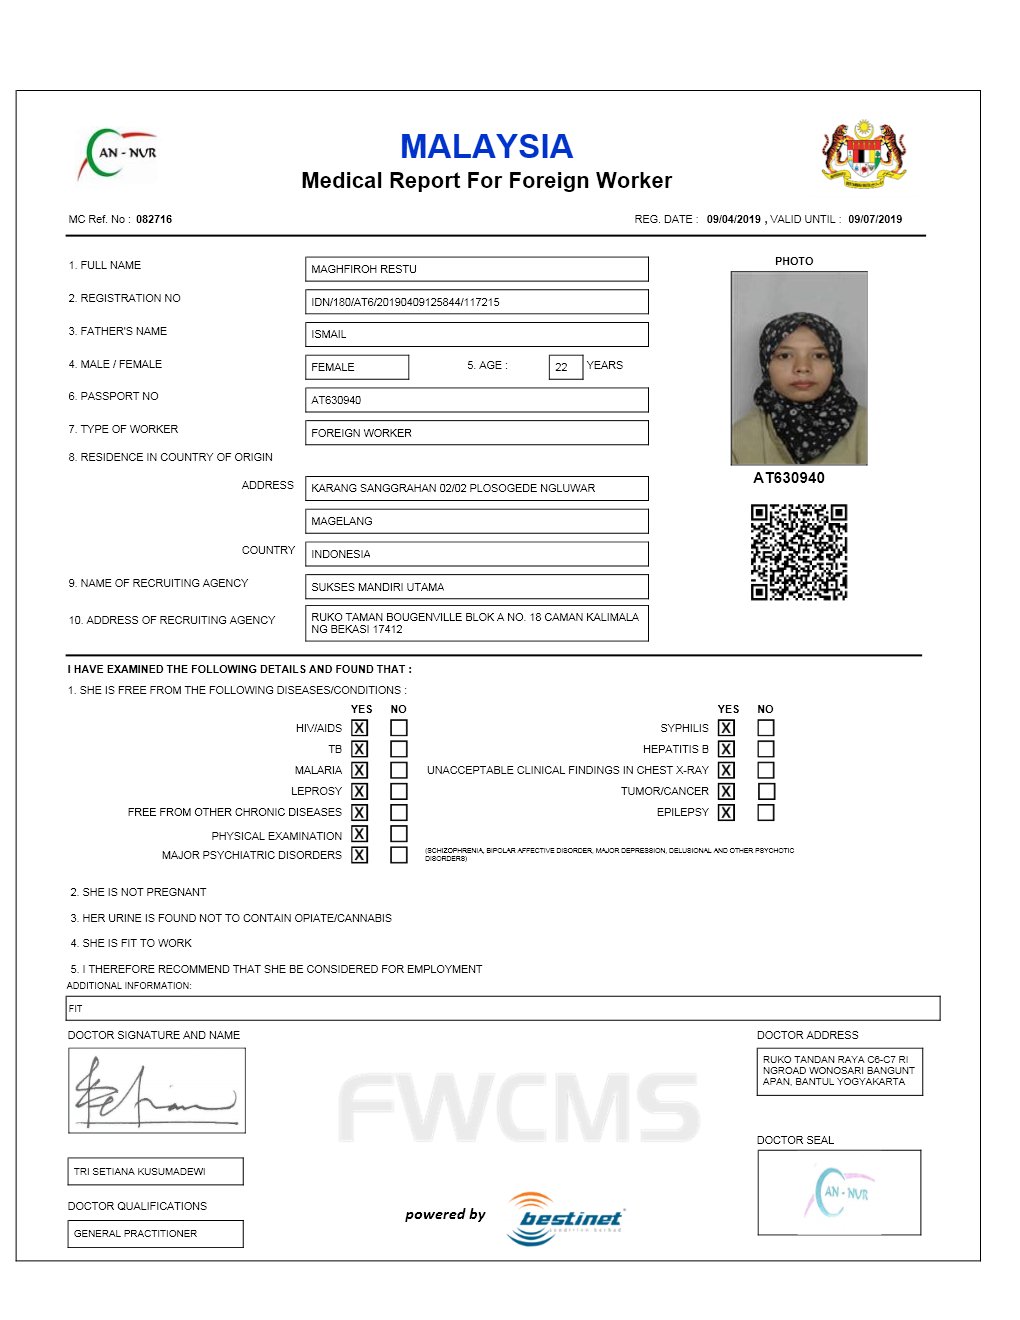 AN - NUR
MALAYSIA
Medical Report For Foreign Worker
MC Ref. No : 082716
REG. DATE : 09/04/2019 , VALID UNTIL : 09/07/2019
1. FULL NAME
MAGHFIROH RESTU
PHOTO
2. REGISTRATION NO
IDN/180/AT6/20190409125844/117215
3. FATHER'S NAME
ISMAIL
4. MALE / FEMALE
FEMALE
5. AGE :
22
YEARS
6. PASSPORT NO
AT630940
7. TYPE OF WORKER
FOREIGN WORKER
8. RESIDENCE IN COUNTRY OF ORIGIN
AT630940
ADDRESS
KARANG SANGGRAHAN 02/02 PLOSOGEDE NGLUWAR
MAGELANG
COUNTRY
INDONESIA
9. NAME OF RECRUITING AGENCY
SUKSES MANDIRI UTAMA
10. ADDRESS OF RECRUITING AGENCY
RUKO TAMAN BOUGENVILLE BLOK A NO. 18 CAMAN KALIMALA
NG BEKASI 17412
I HAVE EXAMINED THE FOLLOWING DETAILS AND FOUND THAT :
1. SHE IS FREE FROM THE FOLLOWING DISEASES/CONDITIONS :
YES NO
YES NO
HIV/AIDS X
SYPHILIS X
TB X
HEPATITIS B X
MALARIA X
UNACCEPTABLE CLINICAL FINDINGS IN CHEST X-RAY X
LEPROSY X
TUMOR/CANCER X
FREE FROM OTHER CHRONIC DISEASES X
EPILEPSY X
PHYSICAL EXAMINATION X
MAJOR PSYCHIATRIC DISORDERS X
(SCHIZOPHRENIA, BIPOLAR AFFECTIVE DISORDER, MAJOR DEPRESSION, DELUSIONAL AND OTHER PSYCHOTIC
DISORDERS)
2. SHE IS NOT PREGNANT
3. HER URINE IS FOUND NOT TO CONTAIN OPIATE/CANNABIS
4. SHE IS FIT TO WORK
5. I THEREFORE RECOMMEND THAT SHE BE CONSIDERED FOR EMPLOYMENT
ADDITIONAL INFORMATION:
FIT
DOCTOR SIGNATURE AND NAME
DOCTOR ADDRESS
RUKO TANDAN RAYA C6-C7 RI
NGROAD WONOSARI BANGUNT
APAN, BANTUL YOGYAKARTA
FWCMS
DOCTOR SEAL
TRI SETIANA KUSUMADEWI
AN - NUR
DOCTOR QUALIFICATIONS
GENERAL PRACTITIONER
powered by
bestinet